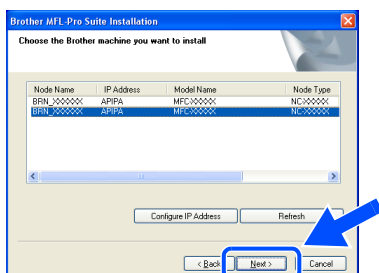 Brother MFL-Pro Suite Installation
Choose the Brother machine you want to install
Node Name IP Address Model Name Node Type
BRN_XXXXXX APIPA MFC-XXXXX NC-XXXXX
BRN_XXXXXX APIPA MFC-XXXXX NC-XXXXX
Configure IP Address Refresh
< Back Next > Cancel